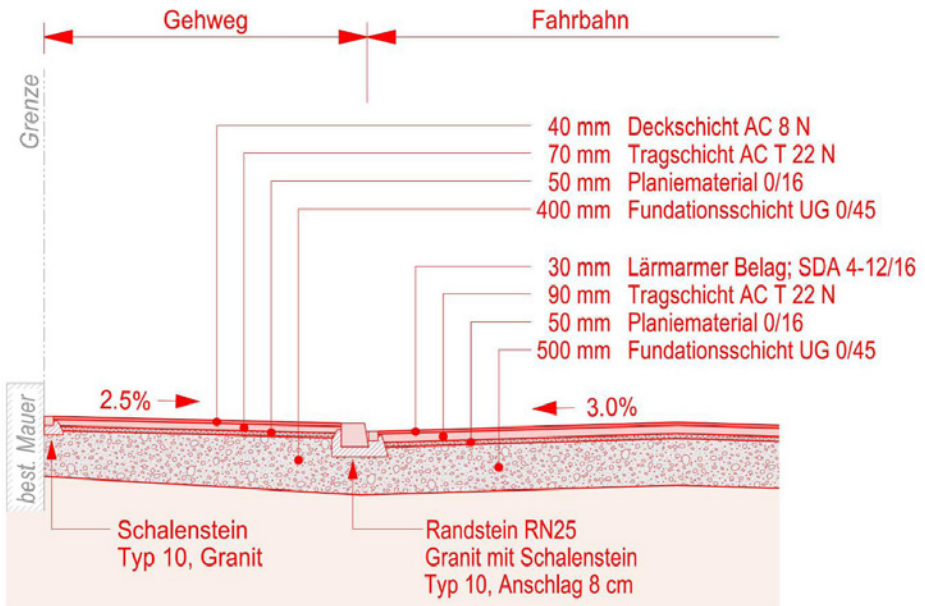 Gehweg
Fahrbahn
Grenze
40 mm Deckschicht AC 8 N
70 mm Tragschicht AC T 22 N
50 mm Planiematerial 0/16
400 mm Fundationsschicht UG 0/45
30 mm Lärmarmer Belag; SDA 4-12/16
90 mm Tragschicht AC T 22 N
50 mm Planiematerial 0/16
500 mm Fundationsschicht UG 0/45
2.5%
3.0%
best. Mauer
Schalenstein
Typ 10, Granit
Randstein RN25
Granit mit Schalenstein
Typ 10, Anschlag 8 cm